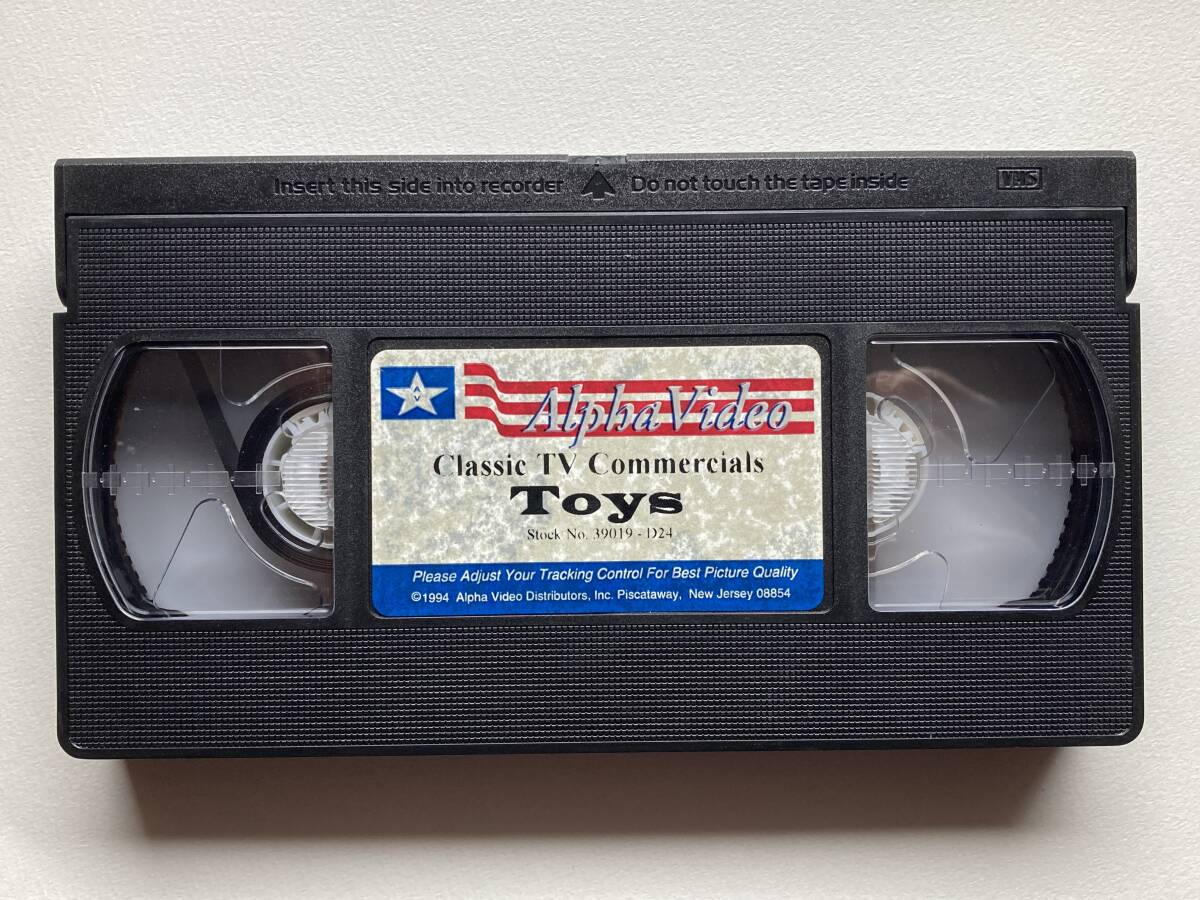 Insert this side into recorder Do not touch the tape inside VHS
AV
Alpha Video
Classic TV Commercials
Toys
Stock No. 39019 - D24
Please Adjust Your Tracking Control For Best Picture Quality
©1994 Alpha Video Distributors, Inc. Piscataway, New Jersey 08854